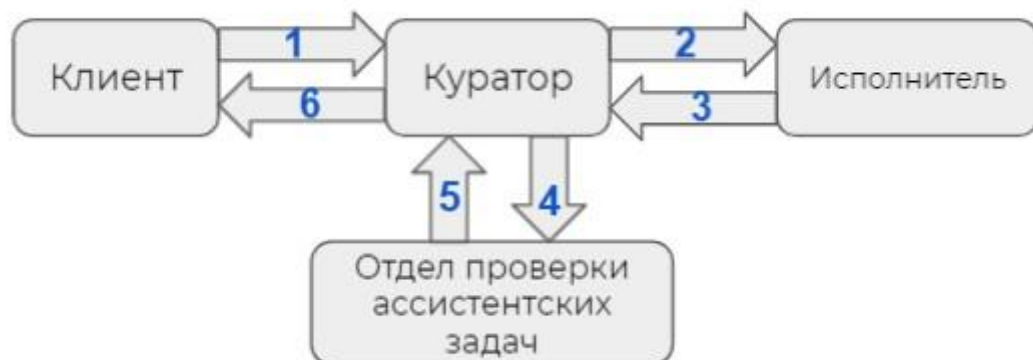 1
2
Клиент
Куратор
Исполнитель
6
3
5
4
Отдел проверки
ассистентских
задач